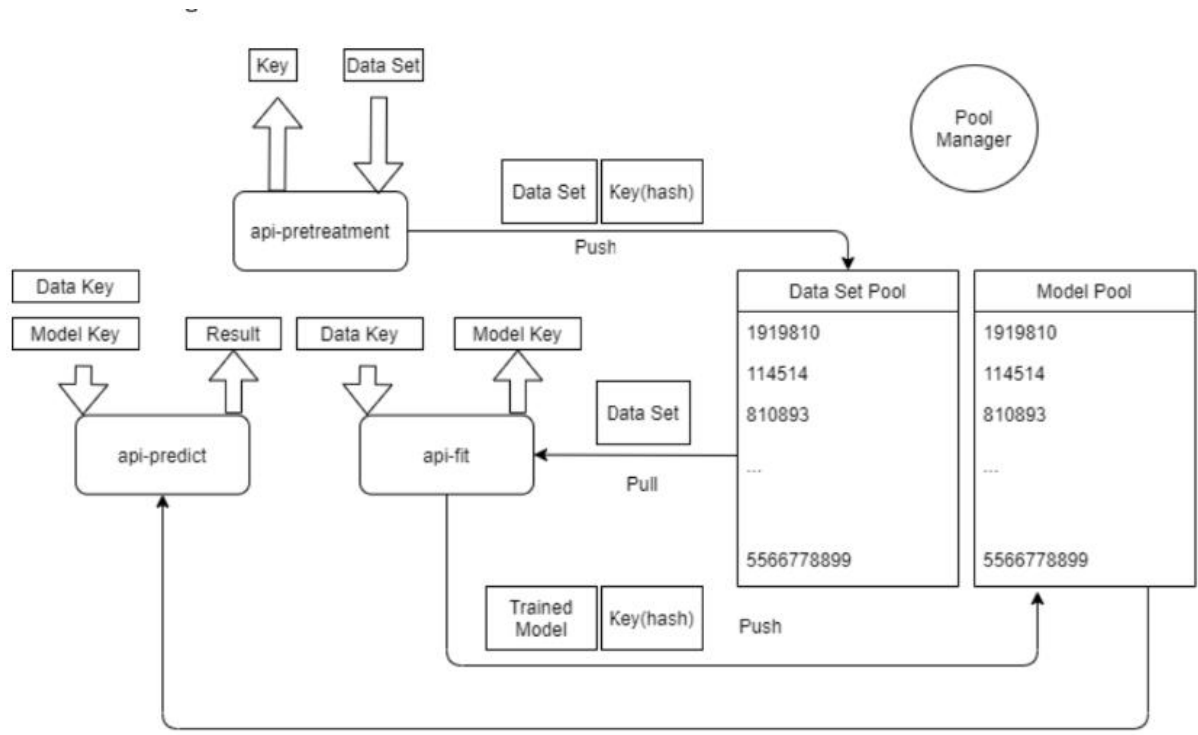 Key
Data Set
Pool
Manager
api-pretreatment
Data Set
Key(hash)
Push
Data Key
Model Key
Result
Data Key
Model Key
Data Set Pool
1919810
114514
810893
...
5566778899
Model Pool
1919810
114514
810893
...
5566778899
api-predict
api-fit
Data Set
Pull
Trained
Model
Key(hash)
Push